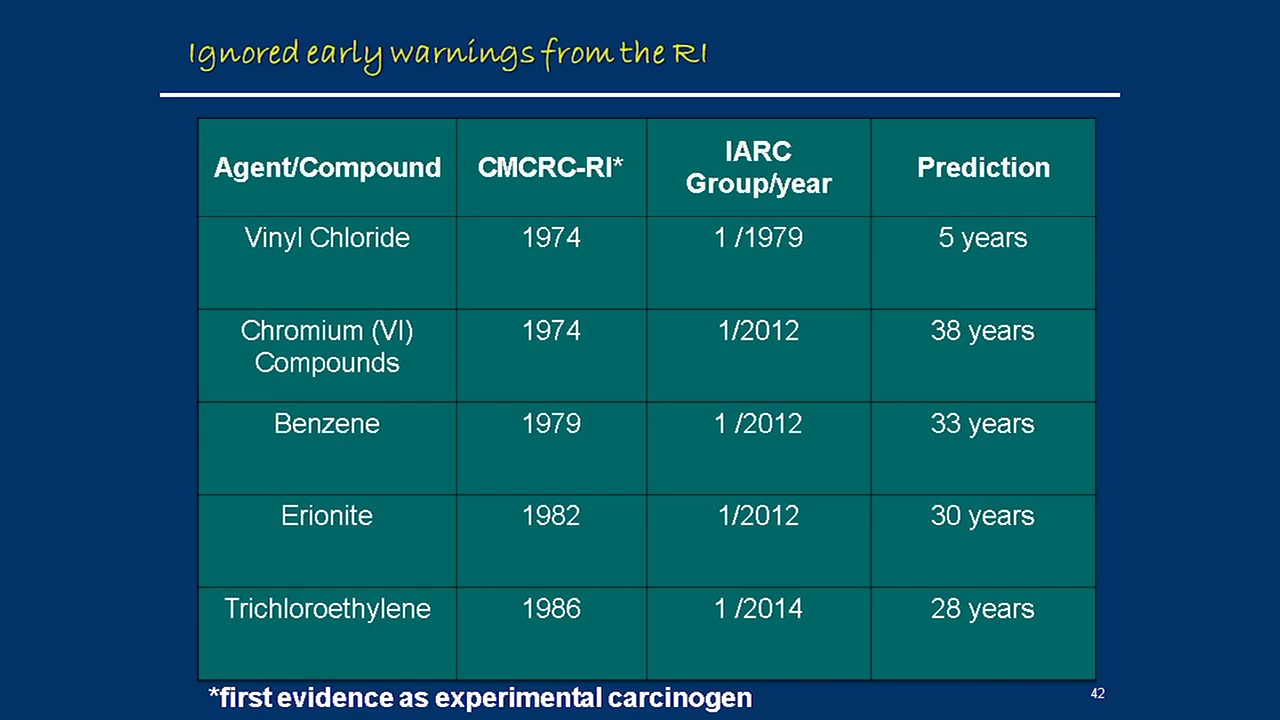 Ignored early warnings from the RI
Agent/Compound CMCRC-RI* IARC Group/year Prediction
Vinyl Chloride 1974 1 /1979 5 years
Chromium (VI) Compounds 1974 1/2012 38 years
Benzene 1979 1 /2012 33 years
Erionite 1982 1/2012 30 years
Trichloroethylene 1986 1 /2014 28 years
*first evidence as experimental carcinogen
42